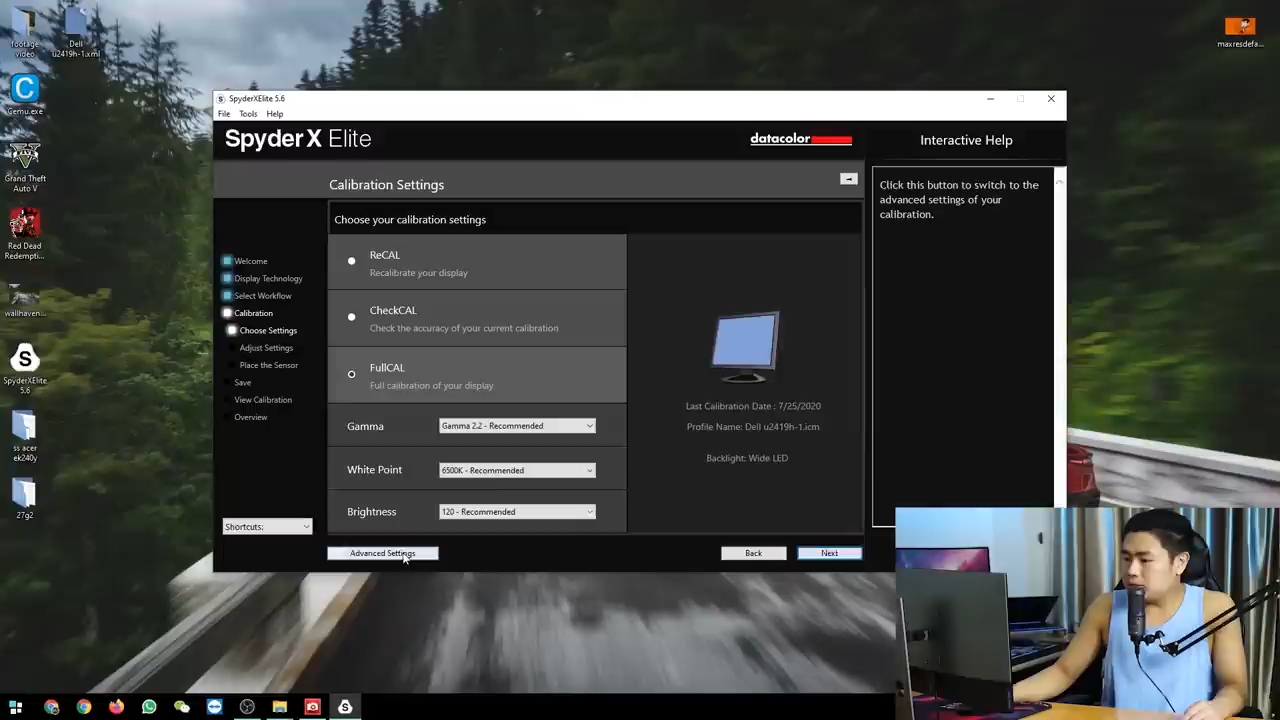 footage
video
Dell
u2419h-1.xml
Cemu.exe
Grand Theft
Auto V
Red Dead
Redempti...
wallhaven...
SpyderXElite
5.6
ss acer
ek240y
27g2
maxresdefa...
SpyderXElite 5.6
File Tools Help
SpyderX Elite
datacolor
Interactive Help
Calibration Settings
Click this button to switch to the
advanced settings of your
calibration.
Choose your calibration settings
Welcome
Display Technology
Select Workflow
Calibration
Choose Settings
Adjust Settings
Place the Sensor
Save
View Calibration
Overview
Shortcuts:
ReCAL
Recalibrate your display
CheckCAL
Check the accuracy of your current calibration
FullCAL
Full calibration of your display
Gamma
Gamma 2.2 - Recommended
White Point
6500K - Recommended
Brightness
120 - Recommended
Last Calibration Date : 7/25/2020
Profile Name: Dell u2419h-1.icm
Backlight: Wide LED
Advanced Settings
Back
Next